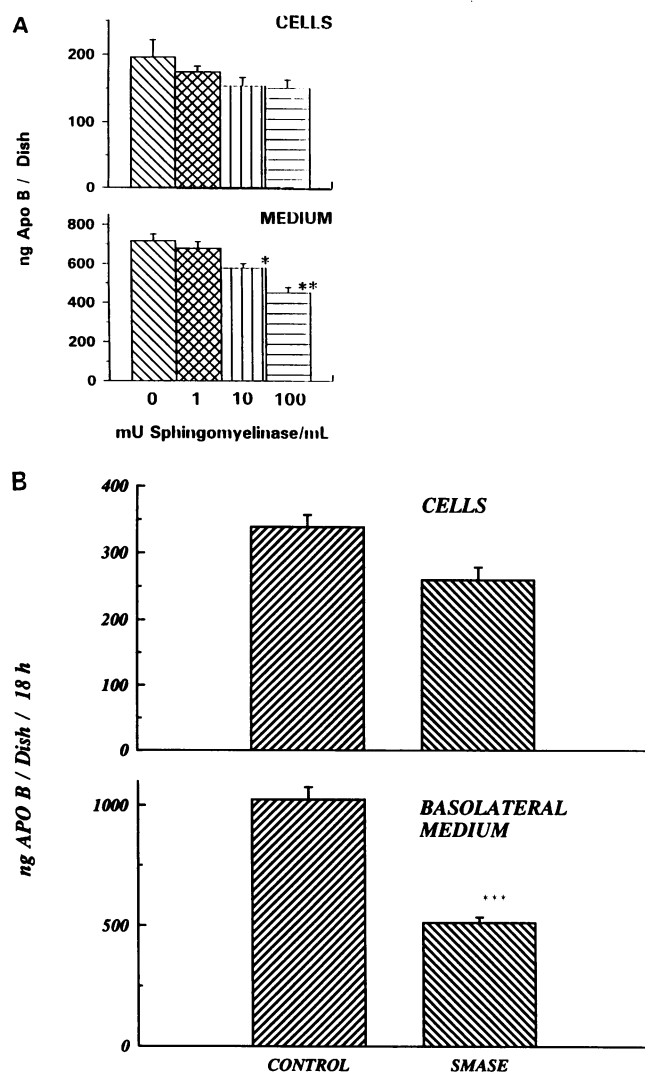 A
CELLS
200
100
0
ng Apo B / Dish
MEDIUM
800
600
400
200
0
*
**
0 1 10 100
mU Sphingomyelinase/mL
B
400
300
200
300
0
CELLS
ng APO B / Dish / 18 h
1000
500
0
BASOLATERAL
MEDIUM
***
CONTROL SMASE